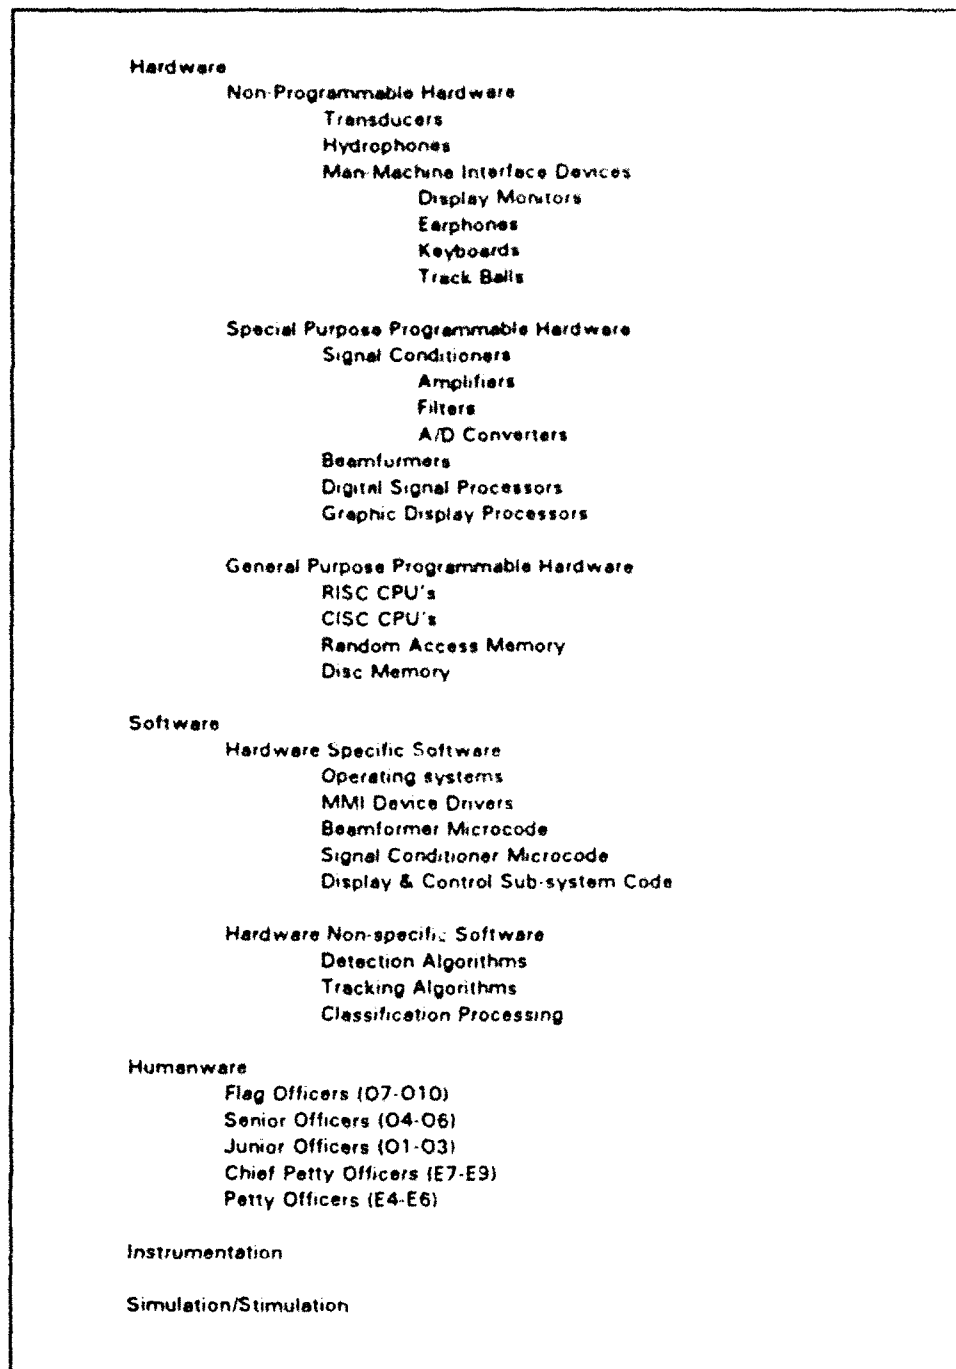 Hardware
Non-Programmable Hardware
Transducers
Hydrophones
Man-Machine Interface Devices
Display Monitors
Earphones
Keyboards
Track Balls
Special Purpose Programmable Hardware
Signal Conditioners
Amplifiers
Filters
A/D Converters
Beamformers
Digital Signal Processors
Graphic Display Processors
General Purpose Programmable Hardware
RISC CPU's
CISC CPU's
Random Access Memory
Disc Memory
Software
Hardware Specific Software
Operating systems
MMI Device Drivers
Beamformer Microcode
Signal Conditioner Microcode
Display & Control Sub-system Code
Hardware Non-specific Software
Detection Algorithms
Tracking Algorithms
Classification Processing
Humanware
Flag Officers (O7-O10)
Senior Officers (O4-O6)
Junior Officers (O1-O3)
Chief Petty Officers (E7-E9)
Petty Officers (E4-E6)
Instrumentation
Simulation/Stimulation